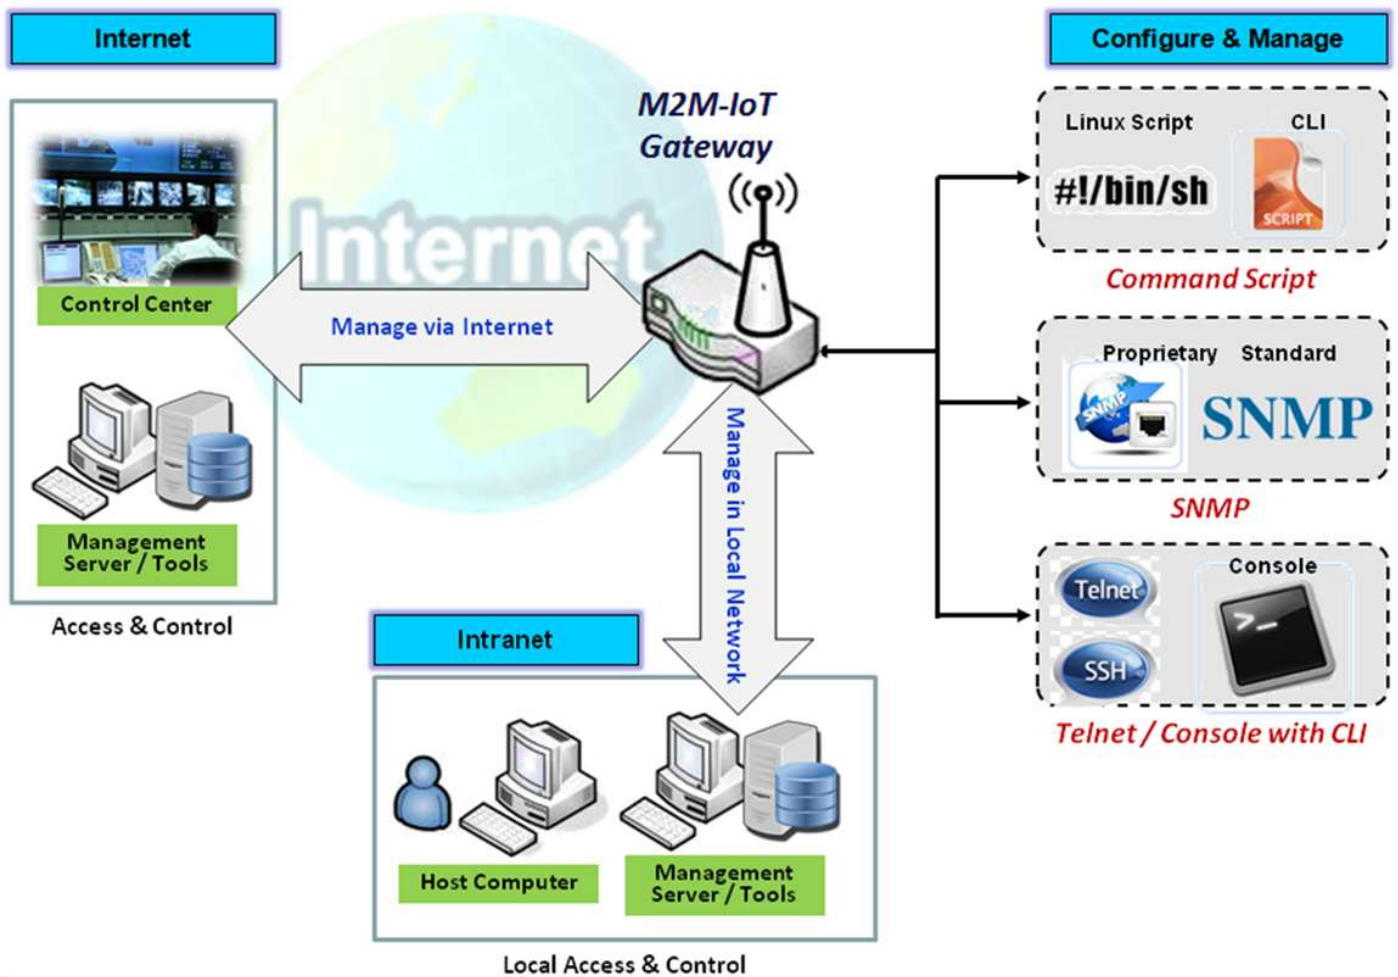 Internet
Configure & Manage
M2M-IoT
Gateway
Linux Script
CLI
#!/bin/sh
SCRIPT
Command Script
Internet
Control Center
Manage via Internet
Proprietary
Standard
SNMP
SNMP
SNMP
Management
Server / Tools
Access & Control
Manage in Local Network
Telnet
Console
>_
SSH
Telnet / Console with CLI
Intranet
Host Computer
Management
Server / Tools
Local Access & Control